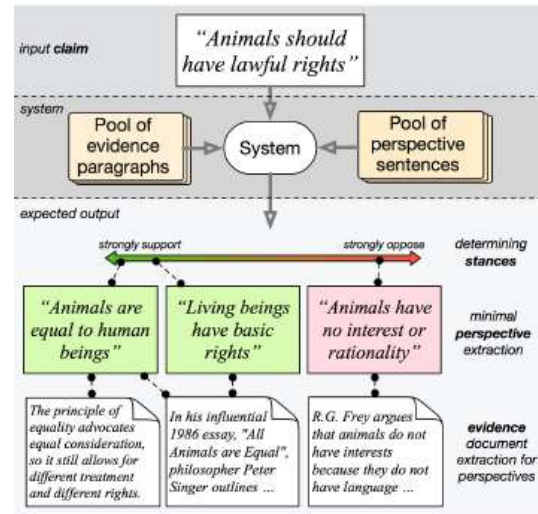 input claim
“Animals should
have lawful rights”
system
Pool of
evidence
paragraphs
System
Pool of
perspective
sentences
expected output
strongly support
strongly oppose
determining
stances
“Animals are
equal to human
beings”
“Living beings
have basic
rights”
“Animals have
no interest or
rationality”
minimal
perspective
extraction
The principle of
equality advocates
equal consideration,
so it still allows for
different treatment
and different rights.
In his influential
1986 essay, "All
Animals are Equal",
philosopher Peter
Singer outlines ...
R.G. Frey argues
that animals do not
have interests
because they do not
have language ...
evidence
document
extraction for
perspectives